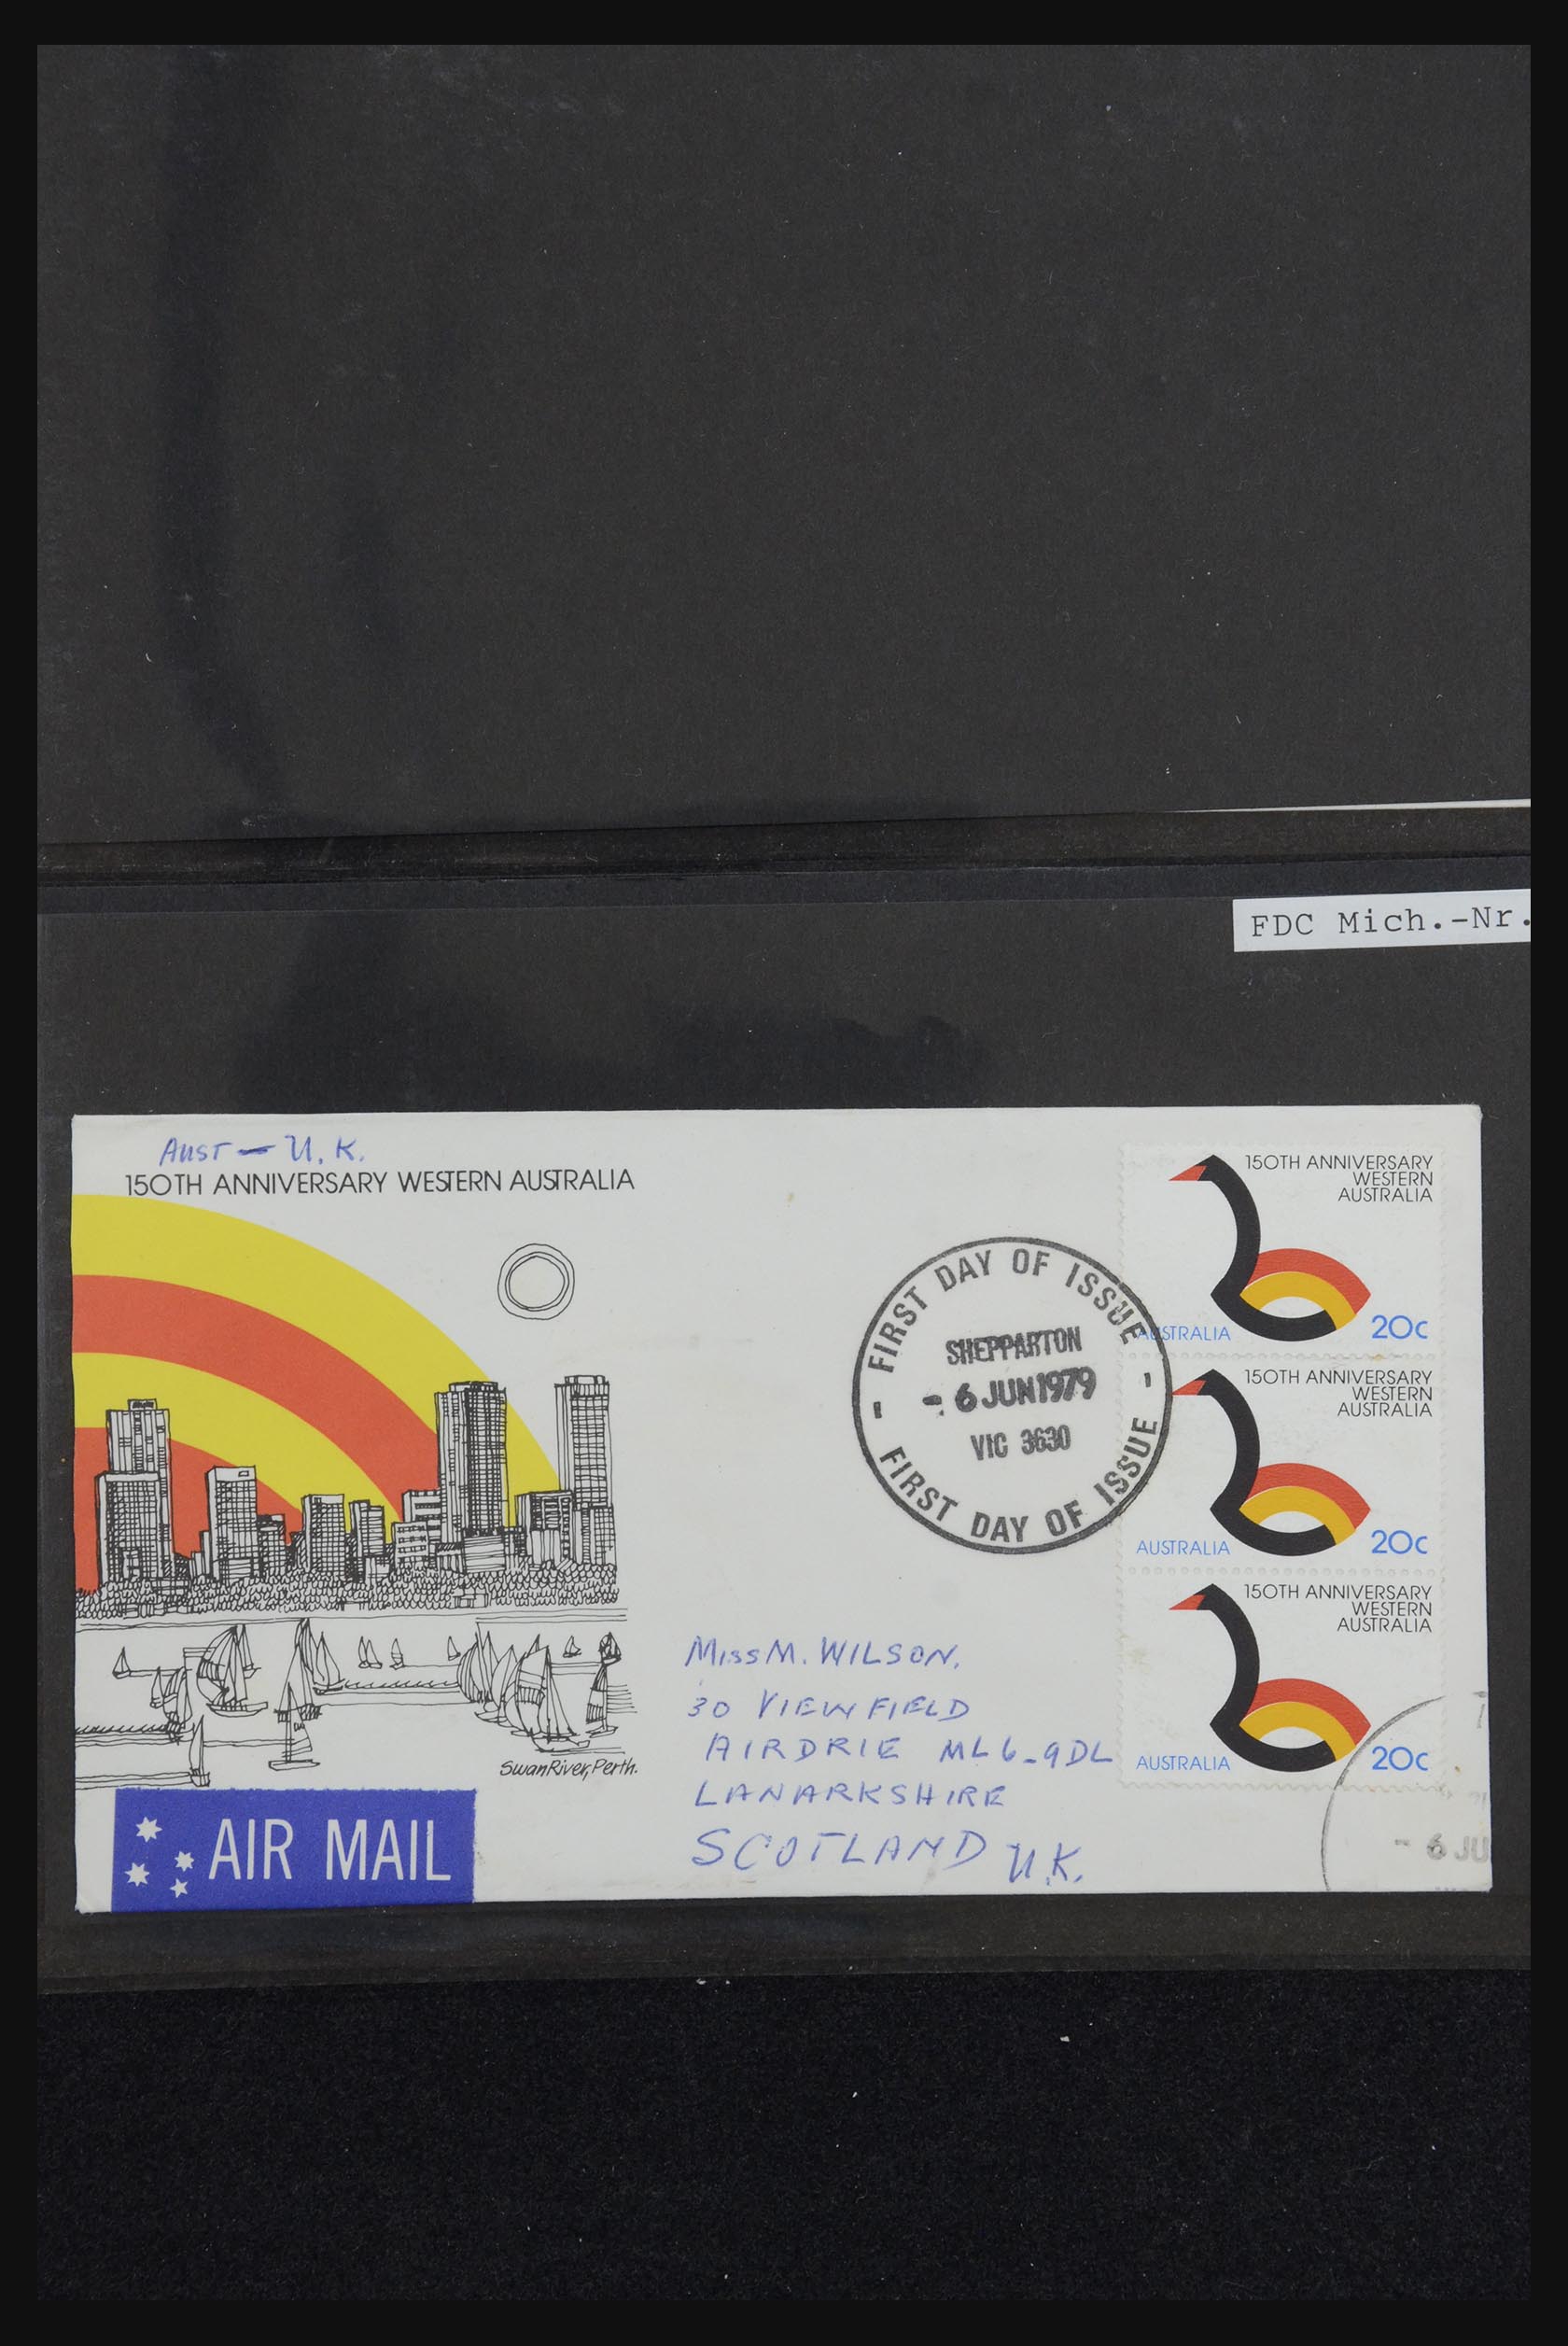 FDC Mich.-Nr.
Aust - U.K.
150TH ANNIVERSARY WESTERN AUSTRALIA
150TH ANNIVERSARY
WESTERN
AUSTRALIA
AUSTRALIA 20c
FIRST DAY OF ISSUE
SHEPPARTON
- 6 JUN 1979
VIC 3630
FIRST DAY OF ISSUE
150TH ANNIVERSARY
WESTERN
AUSTRALIA
AUSTRALIA 20c
150TH ANNIVERSARY
WESTERN
AUSTRALIA
AUSTRALIA 20c
Swan River, Perth.
Miss M. WILSON,
30 VIEWFIELD
AIRDRIE ML6-9DL
LANARKSHIRE
SCOTLAND U.K.
AIR MAIL
- 6 JU